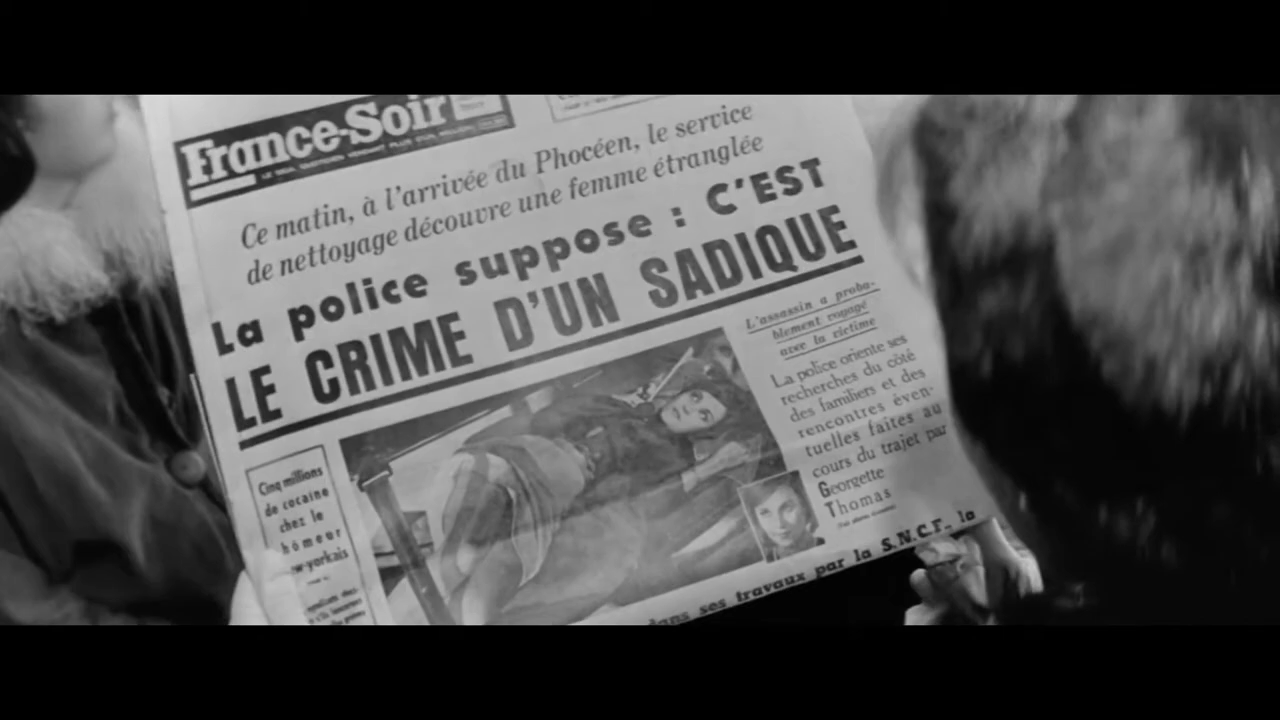 France-Soir
Ce matin, à l'arrivée du Phocéen, le service
de nettoyage découvre une femme étranglée
La police suppose : C'EST
LE CRIME D'UN SADIQUE
L'assassin a proba-
blement voyagé
avec la victime
La police oriente ses
recherches du côté
des familiers et des
rencontres éven-
tuelles faites au
cours du trajet par
Georgette
Thomas
Cinq millions
de cocaïne
chez le
yorkais
dans ses travaux par la S.N.C.F., la